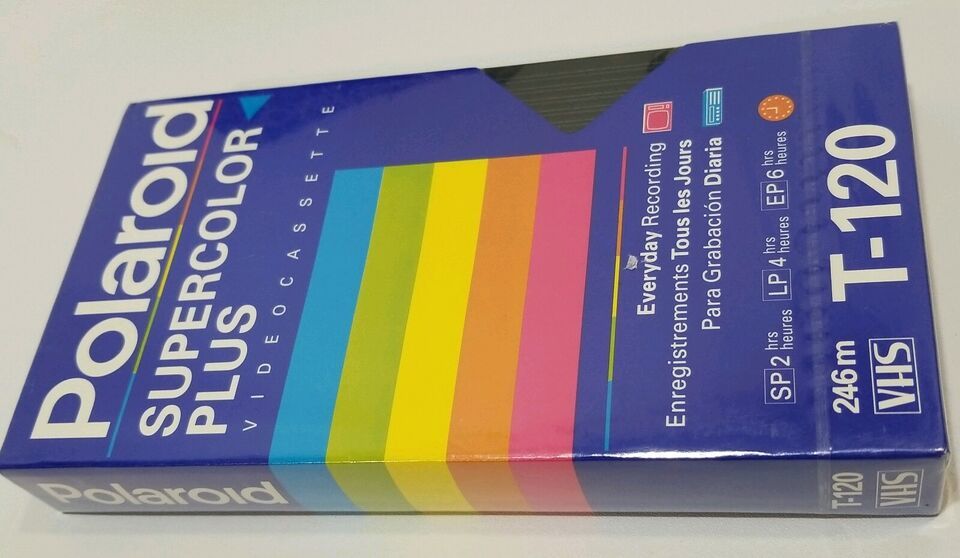 Polaroid
SUPERCOLOR
PLUS
VIDEOCASSETTE
Everyday Recording
Enregistrements Tous les Jours
Para Grabación Diaria
SP 2 hrs heures LP 4 hrs heures EP 6 hrs heures
246m T-120
VHS
Polaroid
T-120
VHS